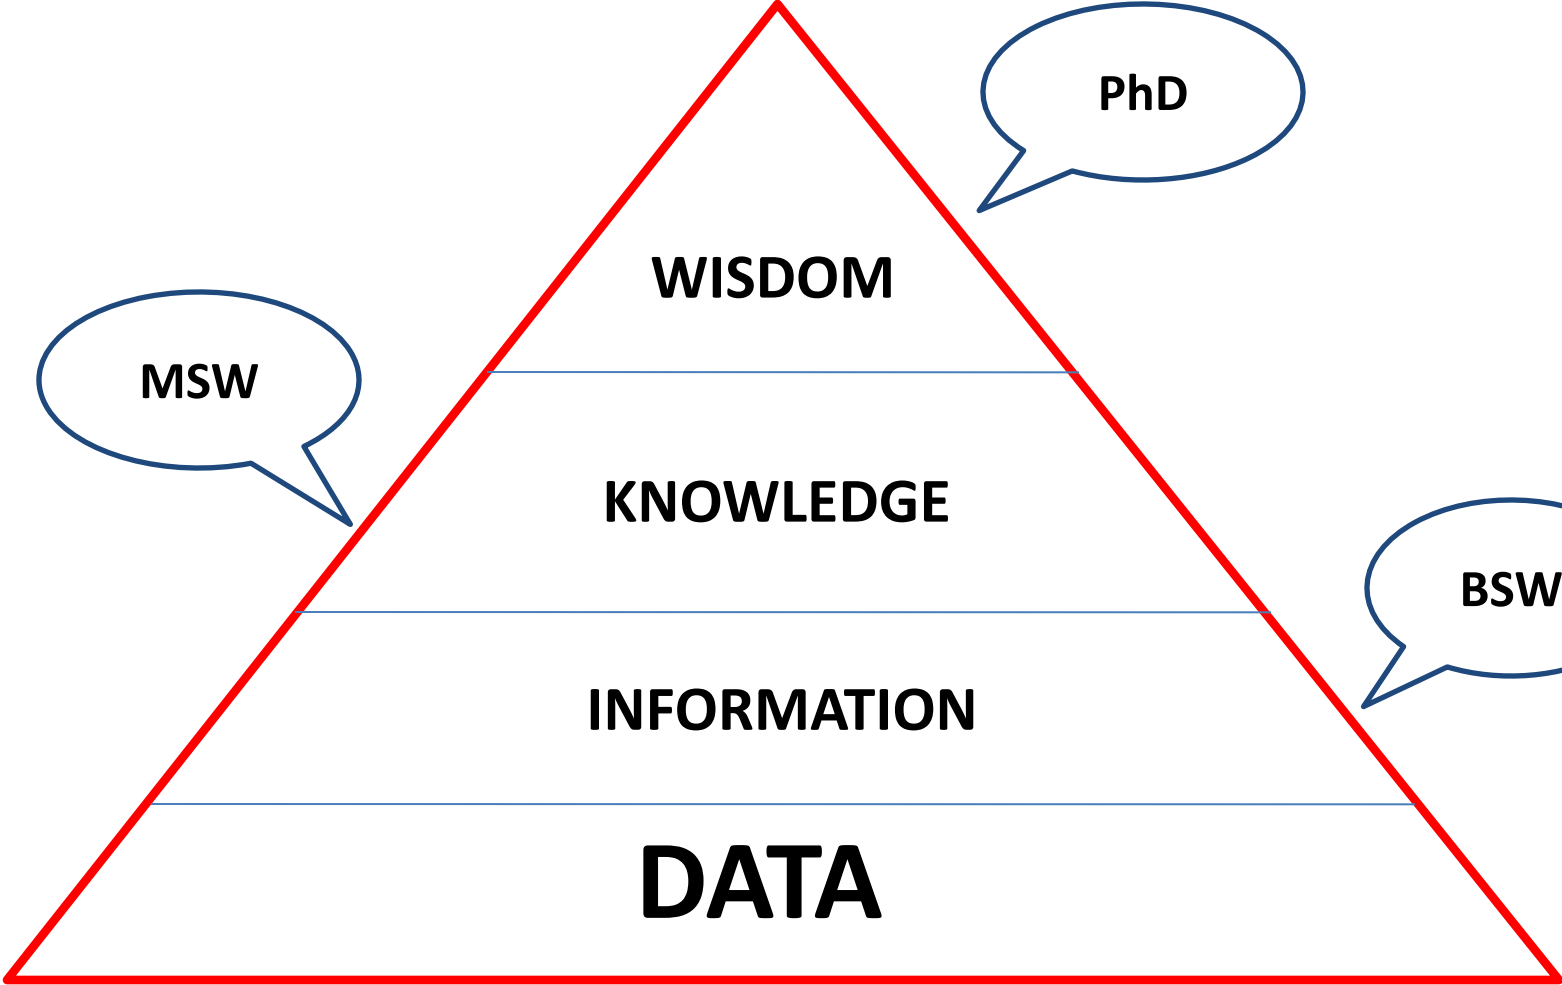 PhD
WISDOM
MSW
KNOWLEDGE
BSW
INFORMATION
DATA